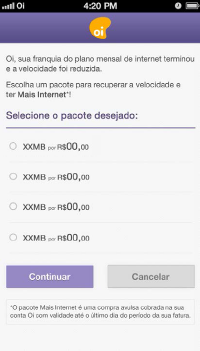 Oi 4:20 PM
oi
Oi, sua franquia do plano mensal de internet terminou
e a velocidade foi reduzida.
Escolha um pacote para recuperar a velocidade e
ter Mais Internet*!
Selecione o pacote desejado:
XXMB por R$00,00
XXMB por R$00,00
XXMB por R$00,00
XXMB por R$00,00
Continuar Cancelar
*O pacote Mais Internet é uma compra avulsa cobrada na sua
conta Oi com validade até o último dia do período da sua fatura.